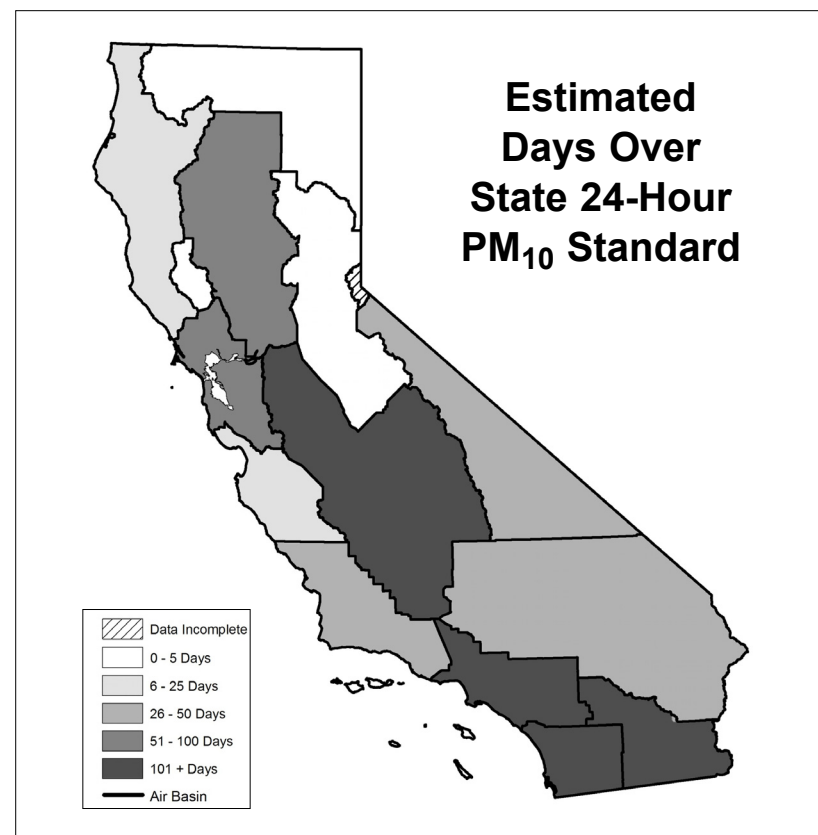 Estimated
Days Over
State 24-Hour
PM₁₀ Standard
Data Incomplete
0 - 5 Days
6 - 25 Days
26 - 50 Days
51 - 100 Days
101 + Days
Air Basin